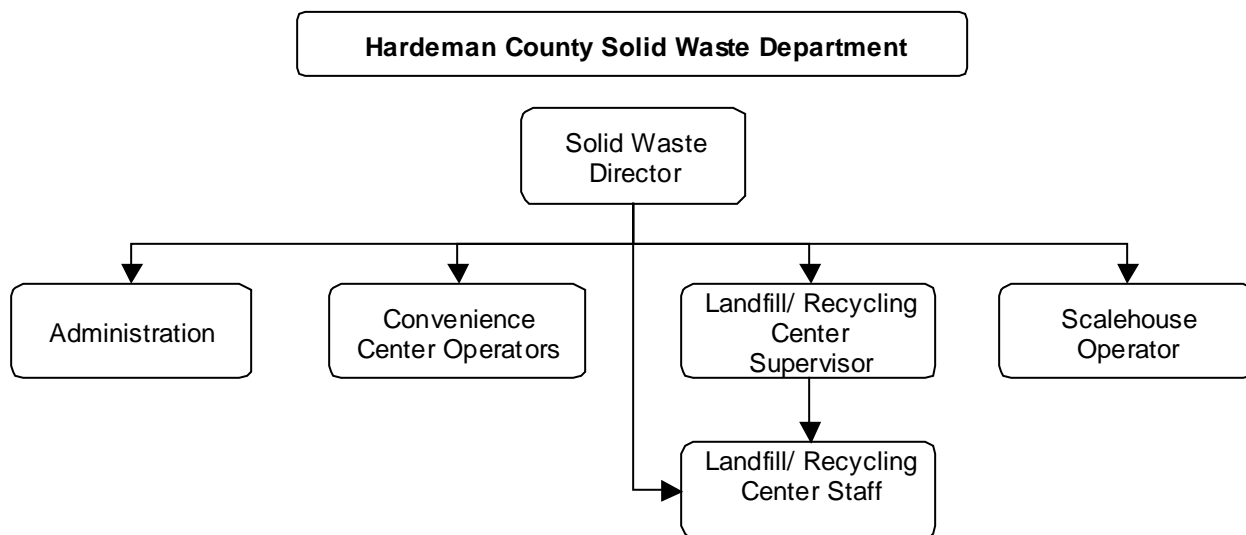 Hardeman County Solid Waste Department
Solid Waste
Director
Administration
Convenience
Center Operators
Landfill/ Recycling
Center
Supervisor
Scalehouse
Operator
Landfill/ Recycling
Center Staff